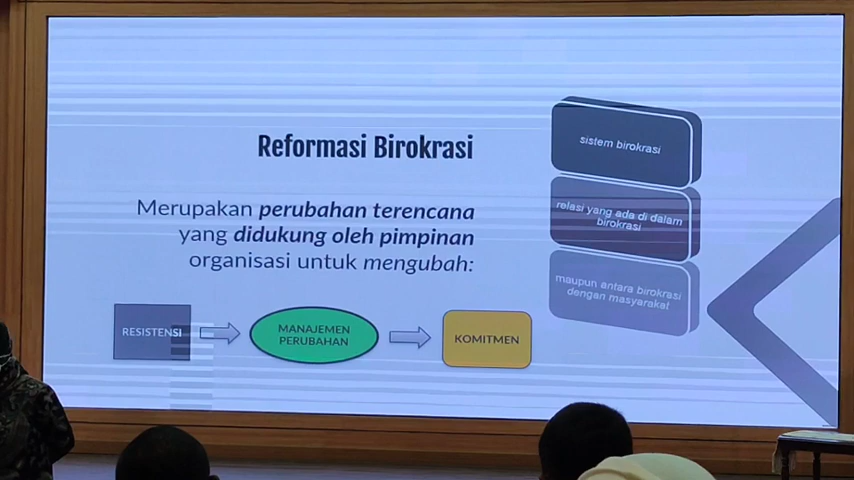 Reformasi Birokrasi
Merupakan perubahan terencana
yang didukung oleh pimpinan
organisasi untuk mengubah:
sistem birokrasi
relasi yang ada di dalam
birokrasi
maupun antara birokrasi
dengan masyarakat
RESISTENSI
MANAJEMEN
PERUBAHAN
KOMITMEN